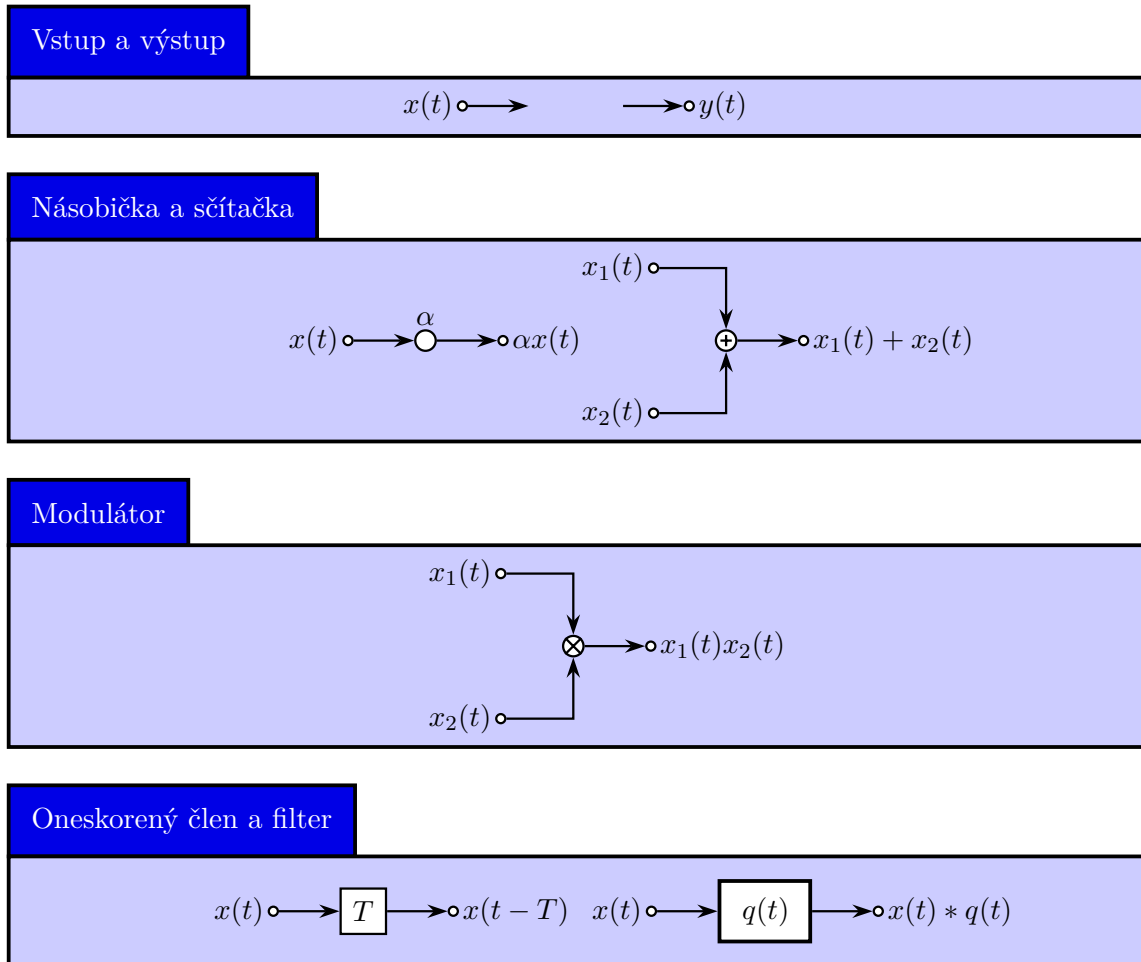 Vstup a výstup
x(t) y(t)
Násobička a sčítačka
x₁(t)
α
x(t) αx(t) + x₁(t) + x₂(t)
x₂(t)
Modulátor
x₁(t)
× x₁(t)x₂(t)
x₂(t)
Oneskorený člen a filter
x(t) T x(t − T) x(t) q(t) x(t) ∗ q(t)